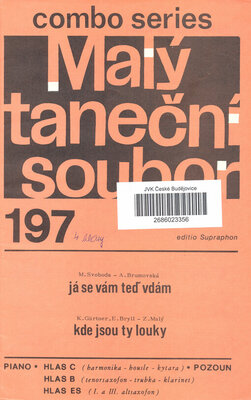 combo series
Malý
taneční
soubor
JVK České Budějovice
2686023356
197
editio Supraphon
M.Svoboda - A.Brumovská
já se vám teď vdám
K.Gärtner,E.Bryll - Z.Malý
kde jsou ty louky
PIANO • HLAS C (harmonika - housle - kytara) • POZOUN
HLAS B (tenorsaxofon - trubka - klarinet)
HLAS ES (I. a III. altsaxofon)